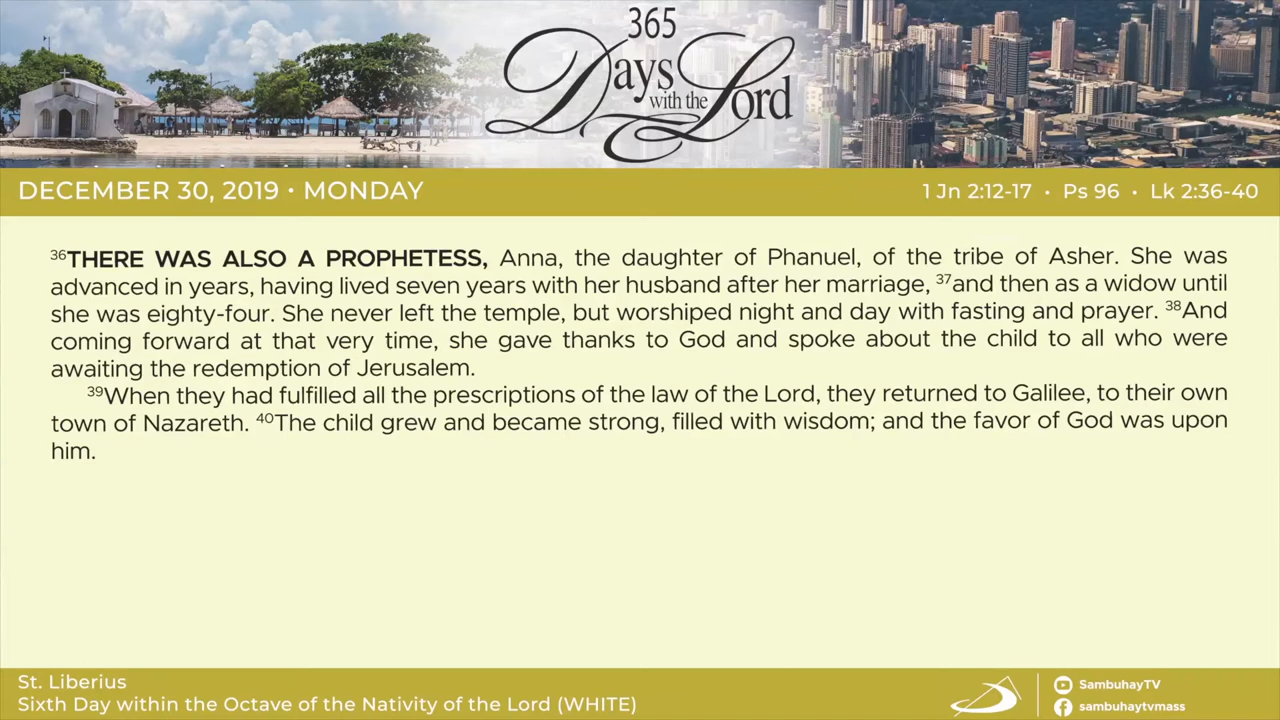 365
Days with the Lord
DECEMBER 30, 2019 • MONDAY
1 Jn 2:12-17 • Ps 96 • Lk 2:36-40
36THERE WAS ALSO A PROPHETESS, Anna, the daughter of Phanuel, of the tribe of Asher. She was
advanced in years, having lived seven years with her husband after her marriage, 37and then as a widow until
she was eighty-four. She never left the temple, but worshiped night and day with fasting and prayer. 38And
coming forward at that very time, she gave thanks to God and spoke about the child to all who were
awaiting the redemption of Jerusalem.
39When they had fulfilled all the prescriptions of the law of the Lord, they returned to Galilee, to their own
town of Nazareth. 40The child grew and became strong, filled with wisdom; and the favor of God was upon
him.
St. Liberius
Sixth Day within the Octave of the Nativity of the Lord (WHITE)
SambuhayTV
sambuhaytvmass